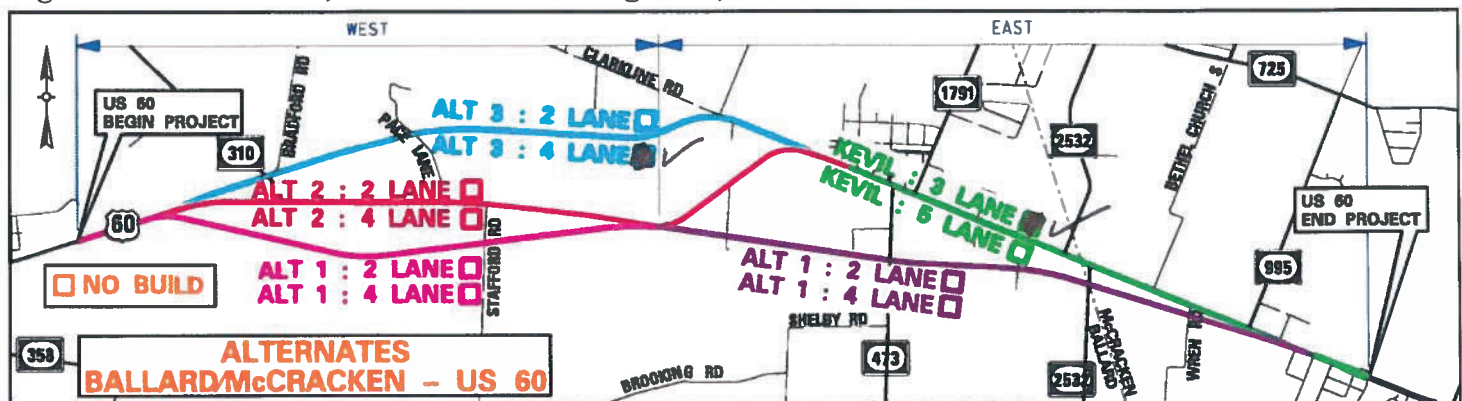 WEST
EAST
CLARKLINE RD
725
1791
BRADFORD RD
US 60
BEGIN PROJECT
ALT 3 : 2 LANE
PACE LANE
2532
BETHEL CHURCH
310
ALT 3 : 4 LANE
KEVIL : 3 LANE
KEVIL : 5 LANE
ALT 2 : 2 LANE
US 60
END PROJECT
60
ALT 2 : 4 LANE
STAFFORD RD
ALT 1 : 2 LANE
ALT 1 : 4 LANE
NO BUILD
ALT 1 : 2 LANE
ALT 1 : 4 LANE
995
SHELBY RD
McCRACKEN
BALLARD
WREN RD
358
ALTERNATES
BALLARD/McCRACKEN - US 60
473
2532
BROOKING RD